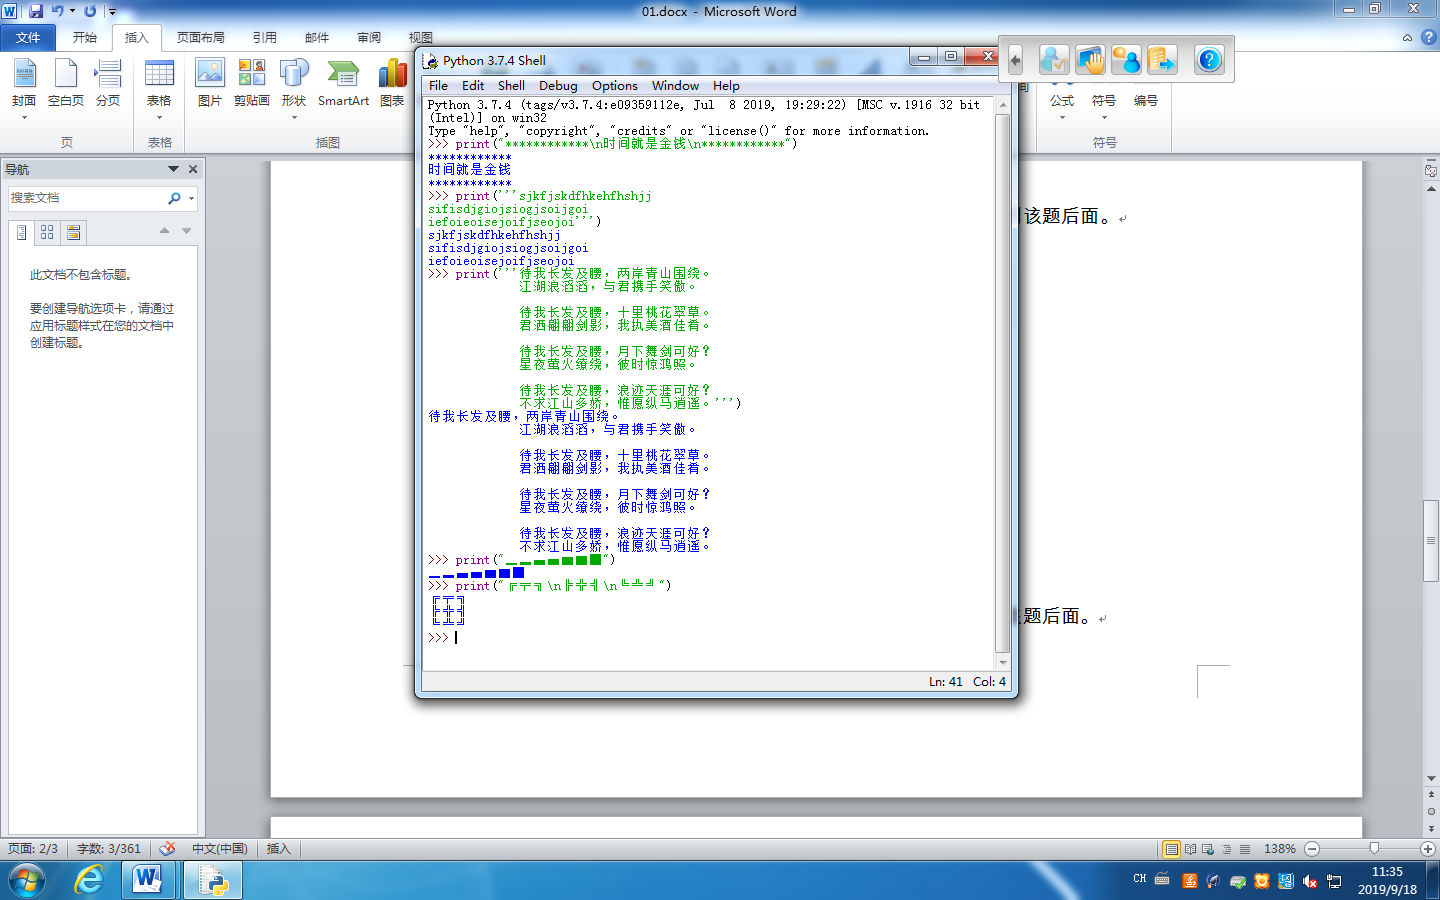 01.docx - Microsoft Word
文件 开始 插入 页面布局 引用 邮件 审阅 视图
封面 空白页 分页 表格 图片 剪贴画 形状 SmartArt 图表 公式 符号 编号
页 表格 插图 符号
导航
搜索文档
此文档不包含标题。
要创建导航选项卡，请通过
应用标题样式在您的文档中
创建标题。
Python 3.7.4 Shell
File Edit Shell Debug Options Window Help
Python 3.7.4 (tags/v3.7.4:e09359112e, Jul  8 2019, 19:29:22) [MSC v.1916 32 bit
(Intel)] on win32
Type "help", "copyright", "credits" or "license()" for more information.
>>> print("************\n时间就是金钱\n************")
************
时间就是金钱
************
>>> print('''sjkfjskdfhkehfhshjj
sifisdjgiojsiogjsoijgoi
iefoieoisejoifjseojoi''')
sjkfjskdfhkehfhshjj
sifisdjgiojsiogjsoijgoi
iefoieoisejoifjseojoi
>>> print('''待我长发及腰，两岸青山围绕。
江湖浪滔滔，与君携手笑傲。
待我长发及腰，十里桃花翠草。
君洒翩翩剑影，我执美酒佳肴。
待我长发及腰，月下舞剑可好？
星夜萤火缭绕，彼时惊鸿照。
待我长发及腰，浪迹天涯可好？
不求江山多娇，惟愿纵马逍遥。''')
待我长发及腰，两岸青山围绕。
江湖浪滔滔，与君携手笑傲。
待我长发及腰，十里桃花翠草。
君洒翩翩剑影，我执美酒佳肴。
待我长发及腰，月下舞剑可好？
星夜萤火缭绕，彼时惊鸿照。
待我长发及腰，浪迹天涯可好？
不求江山多娇，惟愿纵马逍遥。
>>> print("▁▂▃▄▅▆▇")
▁▂▃▄▅▆▇
>>> print("╔╦╗\n╠╬╣\n╚╩╝")
╔╦╗
╠╬╣
╚╩╝
>>>
Ln: 41 Col: 4
该题后面。
题后面。
页面: 2/3 字数: 3/361 中文(中国) 插入 138%
CH
11:35
2019/9/18